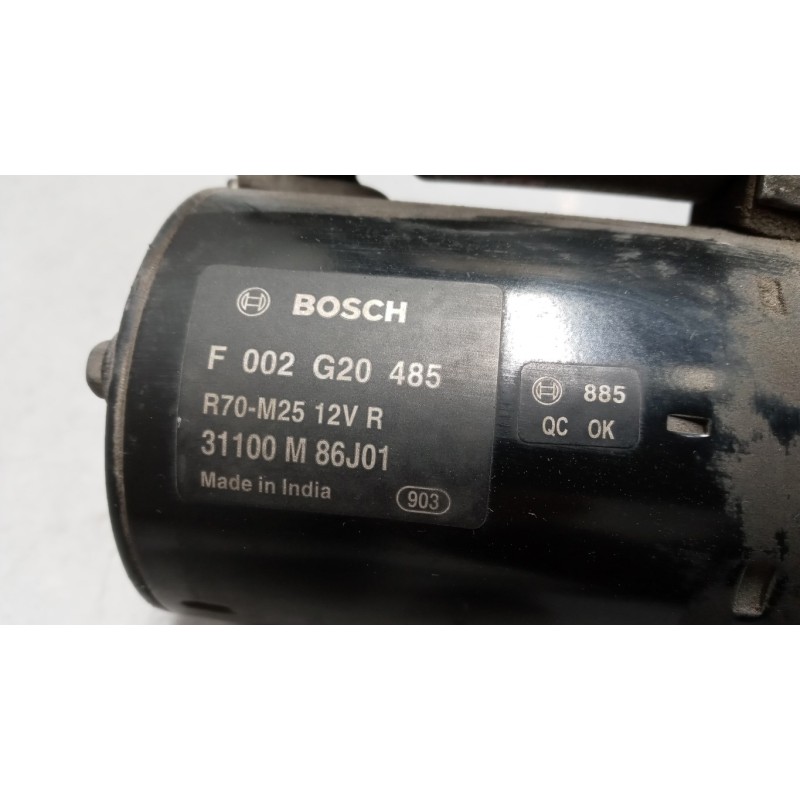 BOSCH
F 002 G20 485
R70-M25 12V R
31100 M 86J01
Made in India 903
885
QC OK